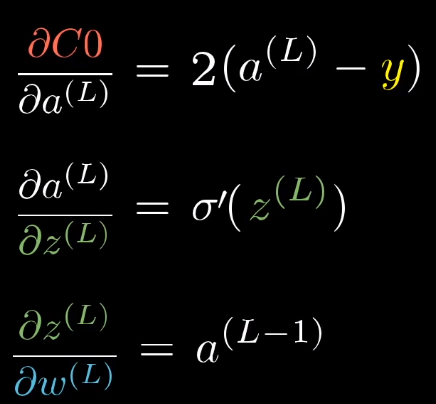 ∂C0/∂a^(L) = 2(a^(L) − y)
∂a^(L)/∂z^(L) = σ′(z^(L))
∂z^(L)/∂w^(L) = a^(L−1)